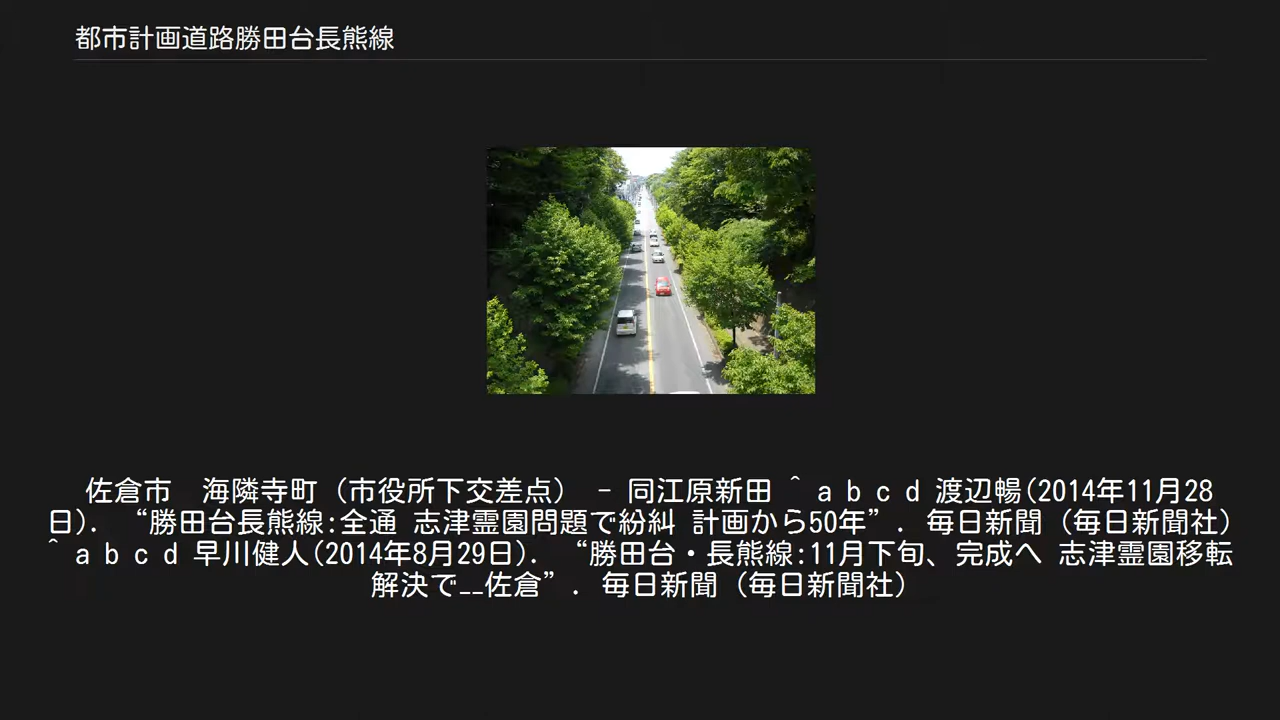 都市計画道路勝田台長熊線
佐倉市　海隣寺町（市役所下交差点） - 同江原新田 ^ a b c d 渡辺暢(2014年11月28
日). “勝田台長熊線:全通 志津霊園問題で紛糾 計画から50年”. 毎日新聞（毎日新聞社）
^ a b c d 早川健人(2014年8月29日). “勝田台・長熊線:11月下旬、完成へ 志津霊園移転
解決で__佐倉”. 毎日新聞（毎日新聞社）